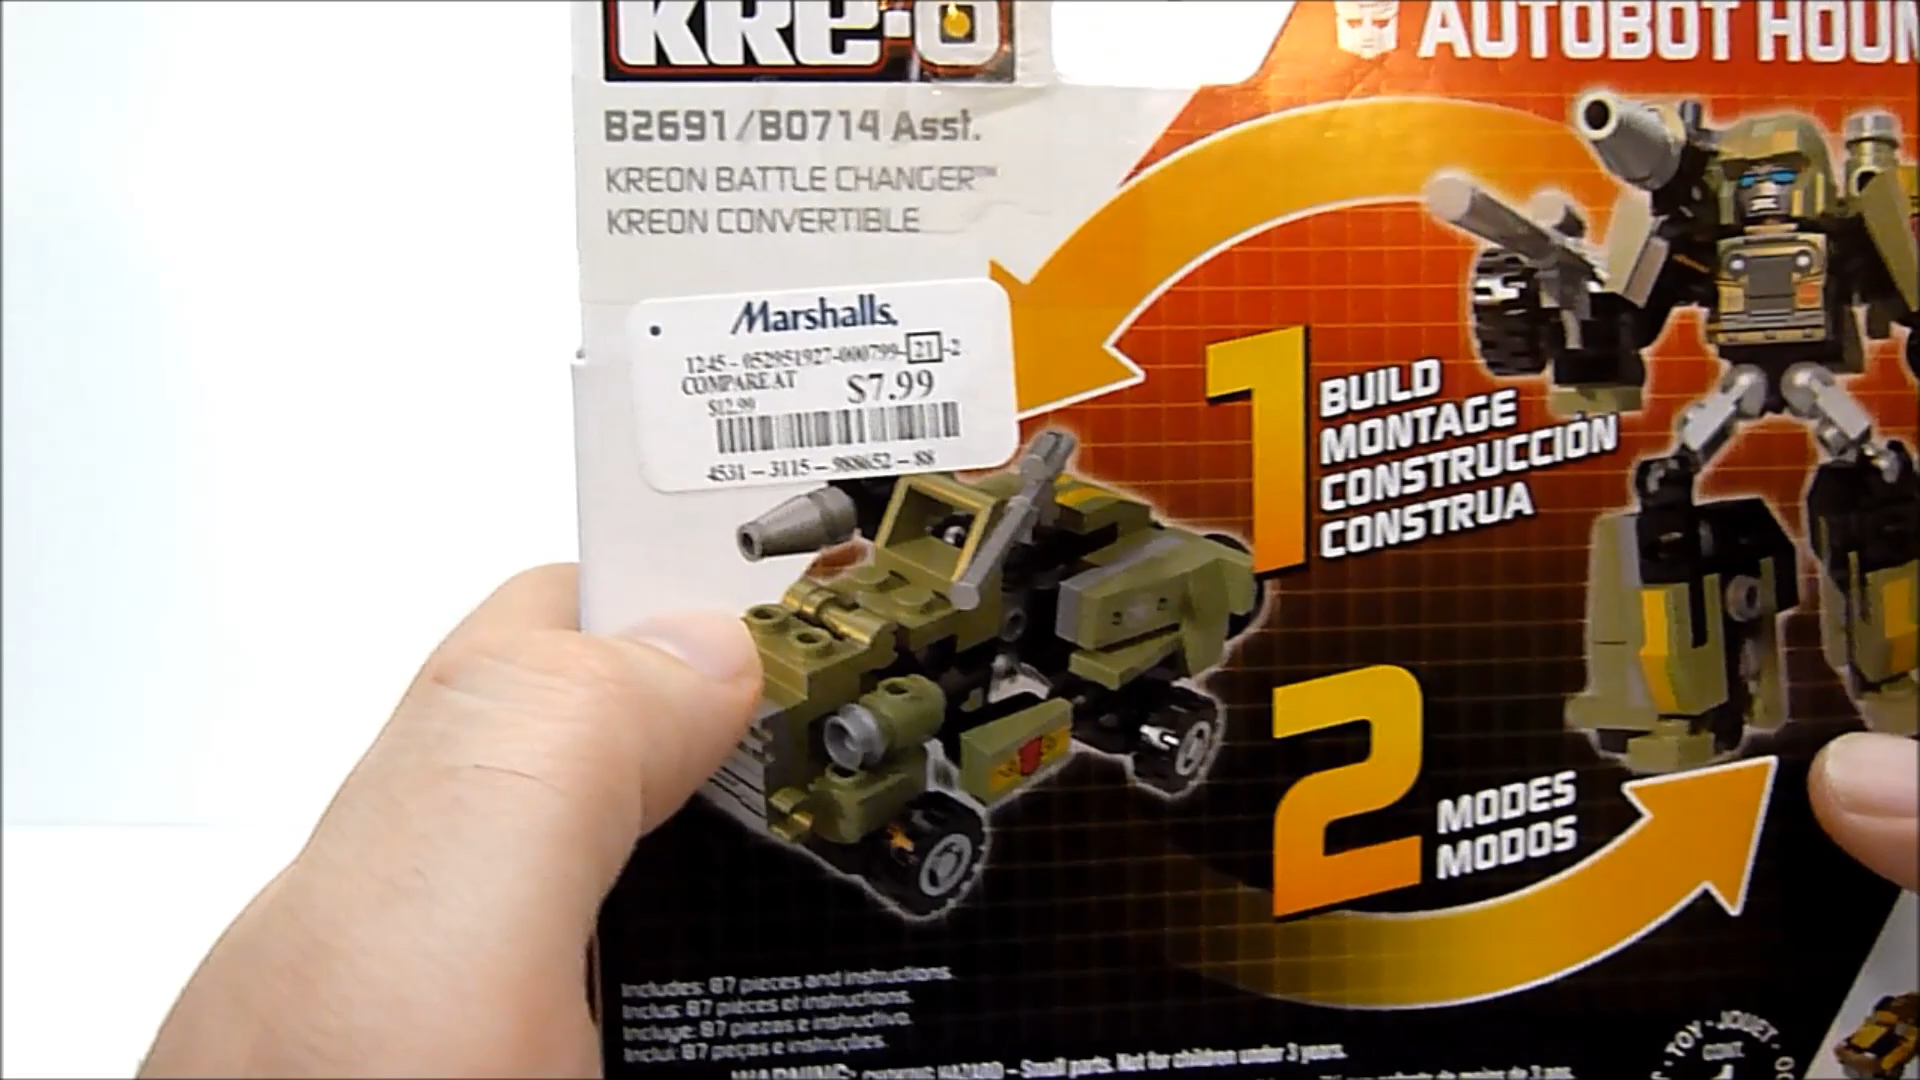 KRE-O
AUTOBOT HOUN
B2691/B0714 Asst.
KREON BATTLE CHANGER™
KREON CONVERTIBLE
Marshalls.
1245 - 052951927-000799-21-2
COMPARE AT
$12.99
$7.99
4531 - 3115 - 988652 - 88
1
BUILD
MONTAGE
CONSTRUCCIÓN
CONSTRUA
2
MODES
MODOS
Includes: 87 pieces and instructions.
Inclus: 87 pièces et instructions.
Incluye: 87 piezas e instructivo.
Inclui: 87 peças e instruções.
WARNING: CHOKING HAZARD – Small parts. Not for children under 3 years.
TOY • JOUET •
CONT